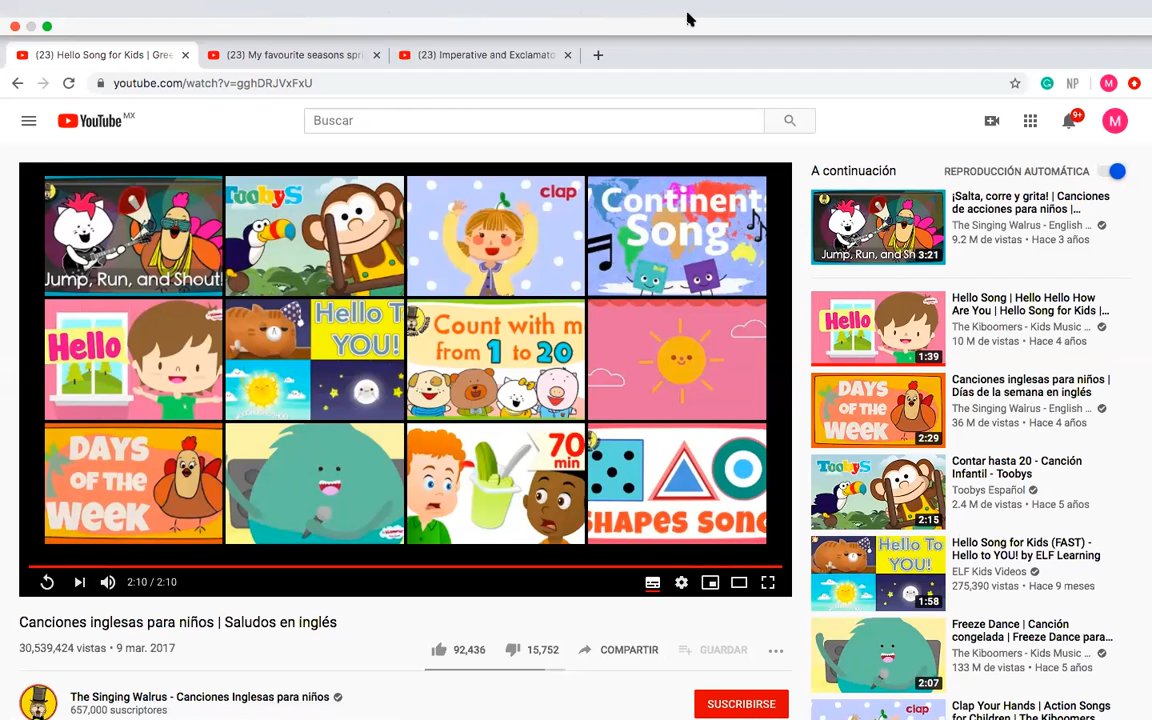 (23) Hello Song for Kids | Gree
(23) My favourite seasons spri
(23) Imperative and Exclamato
youtube.com/watch?v=gghDRJVxFxU
NP
M
YouTube MX
Buscar
9+
M
Jump, Run, and Shout!
TOOBYS
clap
Continent
Song
Hello
Hello T
YOU!
Count with m
from 1 to 20
DAYS
OF THE
WEEK
70
min
SHAPES SONG
2:10 / 2:10
Canciones inglesas para niños | Saludos en inglés
30,539,424 vistas • 9 mar. 2017
92,436
15,752
COMPARTIR
GUARDAR
The Singing Walrus - Canciones Inglesas para niños
657,000 suscriptores
SUSCRIBIRSE
A continuación
REPRODUCCIÓN AUTOMÁTICA
Jump, Run, and Sh
3:21
¡Salta, corre y grita! | Canciones
de acciones para niños |...
The Singing Walrus - English ...
9.2 M de vistas • Hace 3 años
Hello
1:39
Hello Song | Hello Hello How
Are You | Hello Song for Kids |...
The Kiboomers - Kids Music ...
10 M de vistas • Hace 4 años
DAYS
OF THE
WEEK
2:29
Canciones inglesas para niños |
Días de la semana en inglés
The Singing Walrus - English ...
36 M de vistas • Hace 4 años
TOOBYS
2:15
Contar hasta 20 - Canción
Infantil - Toobys
Toobys Español
2.4 M de vistas • Hace 5 años
Hello To
YOU!
1:58
Hello Song for Kids (FAST) -
Hello to YOU! by ELF Learning
ELF Kids Videos
275,390 vistas • Hace 9 meses
2:07
Freeze Dance | Canción
congelada | Freeze Dance para...
The Kiboomers - Kids Music ...
133 M de vistas • Hace 5 años
clap
Clap Your Hands | Action Songs
for Children | The Kiboomers